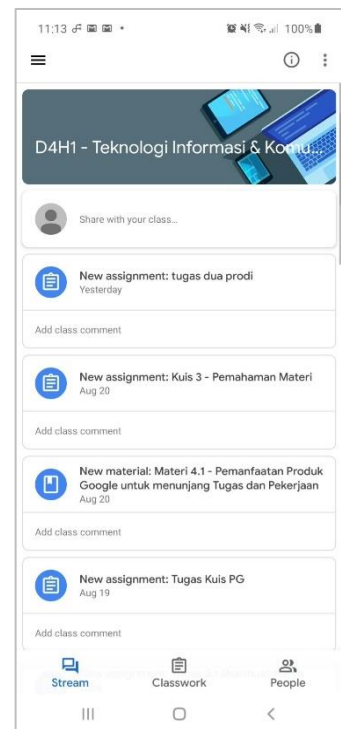 11:13
100%
D4H1 - Teknologi Informasi & Komu...
Share with your class...
New assignment: tugas dua prodi
Yesterday
Add class comment
New assignment: Kuis 3 - Pemahaman Materi
Aug 20
Add class comment
New material: Materi 4.1 - Pemanfaatan Produk
Google untuk menunjang Tugas dan Pekerjaan
Aug 20
Add class comment
New assignment: Tugas Kuis PG
Aug 19
Add class comment
Stream Classwork People